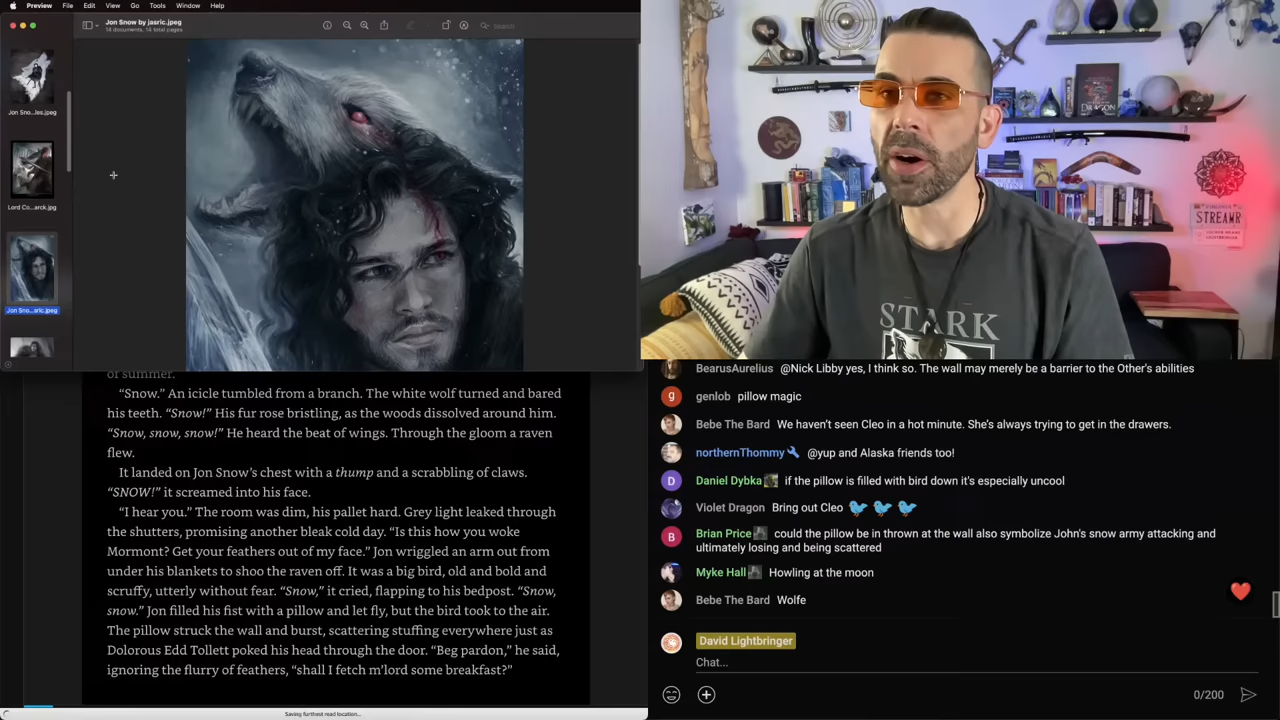 Preview File Edit View Go Tools Window Help
Jon Snow by jasric.jpeg
14 documents, 14 total pages
Search
Jon Sno...les.jpeg
Lord Co...arck.jpg
Jon Sno...aric.jpeg
of summer.
“Snow.” An icicle tumbled from a branch. The white wolf turned and bared
his teeth. “Snow!” His fur rose bristling, as the woods dissolved around him.
“Snow, snow, snow!” He heard the beat of wings. Through the gloom a raven
flew.
It landed on Jon Snow’s chest with a thump and a scrabbling of claws.
“SNOW!” it screamed into his face.
“I hear you.” The room was dim, his pallet hard. Grey light leaked through
the shutters, promising another bleak cold day. “Is this how you woke
Mormont? Get your feathers out of my face.” Jon wriggled an arm out from
under his blankets to shoo the raven off. It was a big bird, old and bold and
scruffy, utterly without fear. “Snow,” it cried, flapping to his bedpost. “Snow,
snow.” Jon filled his fist with a pillow and let fly, but the bird took to the air.
The pillow struck the wall and burst, scattering stuffing everywhere just as
Dolorous Edd Tollett poked his head through the door. “Beg pardon,” he said,
ignoring the flurry of feathers, “shall I fetch m’lord some breakfast?”
Saving furthest read location...
DRAGON
STREAMR
STARK
BearusAurelius @Nick Libby yes, I think so. The wall may merely be a barrier to the Other's abilities
g genlob pillow magic
Bebe The Bard We haven't seen Cleo in a hot minute. She's always trying to get in the drawers.
northernThommy @yup and Alaska friends too!
D Daniel Dybka if the pillow is filled with bird down it's especially uncool
Violet Dragon Bring out Cleo
B Brian Price could the pillow be in thrown at the wall also symbolize John's snow army attacking and
ultimately losing and being scattered
Myke Hall Howling at the moon
Bebe The Bard Wolfe
David Lightbringer
Chat...
0/200